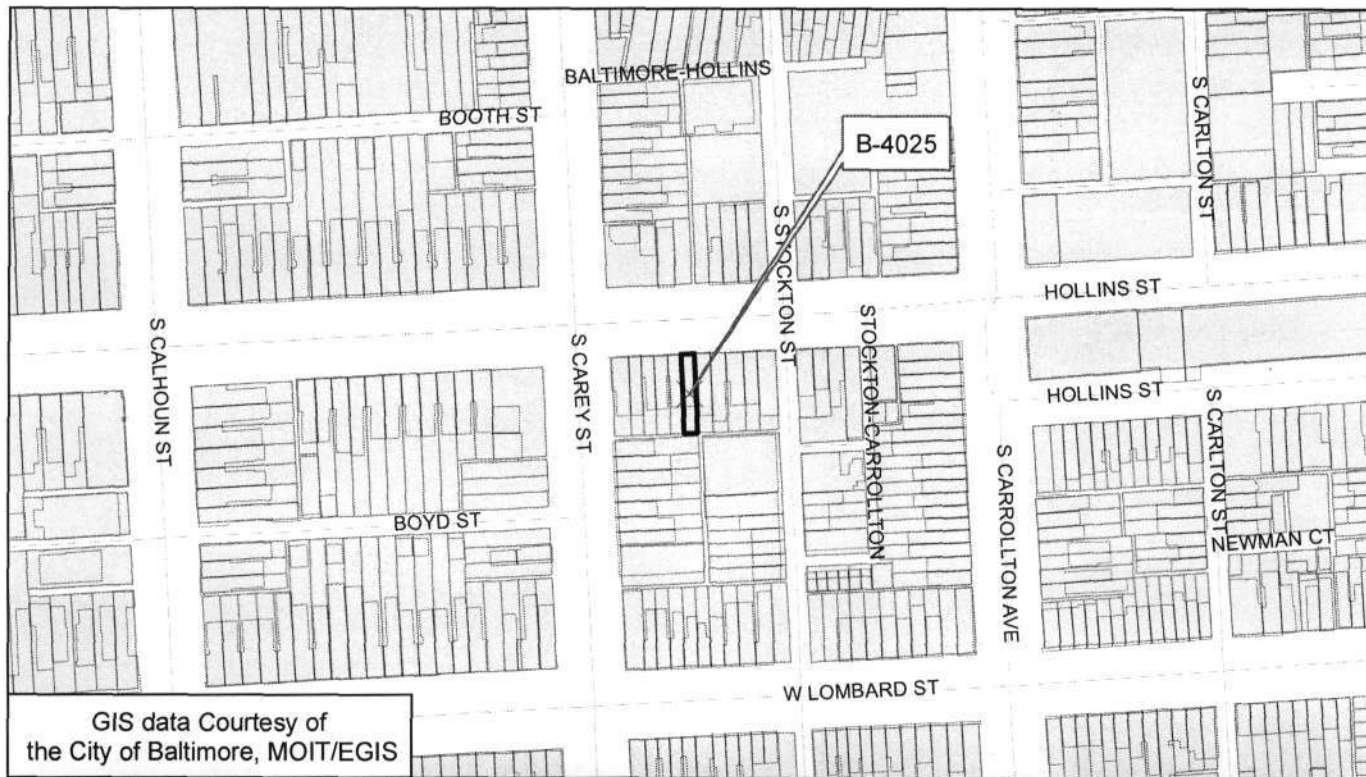 BALTIMORE-HOLLINS
BOOTH ST
S CARLTON ST
B-4025
S STOCKTON ST
HOLLINS ST
S CALHOUN ST
S CAREY ST
STOCKTON-CARROLLTON
HOLLINS ST
S CARLTON ST
S CARROLLTON AVE
BOYD ST
NEWMAN CT
W LOMBARD ST
GIS data Courtesy of
the City of Baltimore, MOIT/EGIS